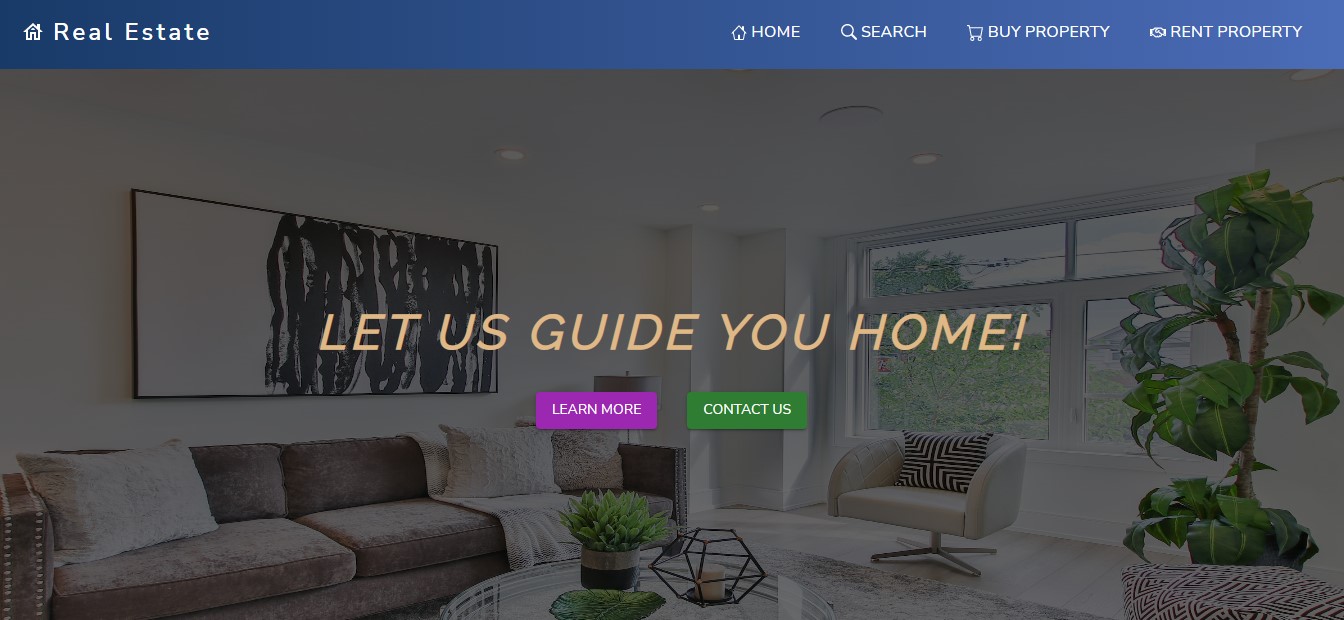 Real Estate
HOME
SEARCH
BUY PROPERTY
RENT PROPERTY
LET US GUIDE YOU HOME!
LEARN MORE
CONTACT US